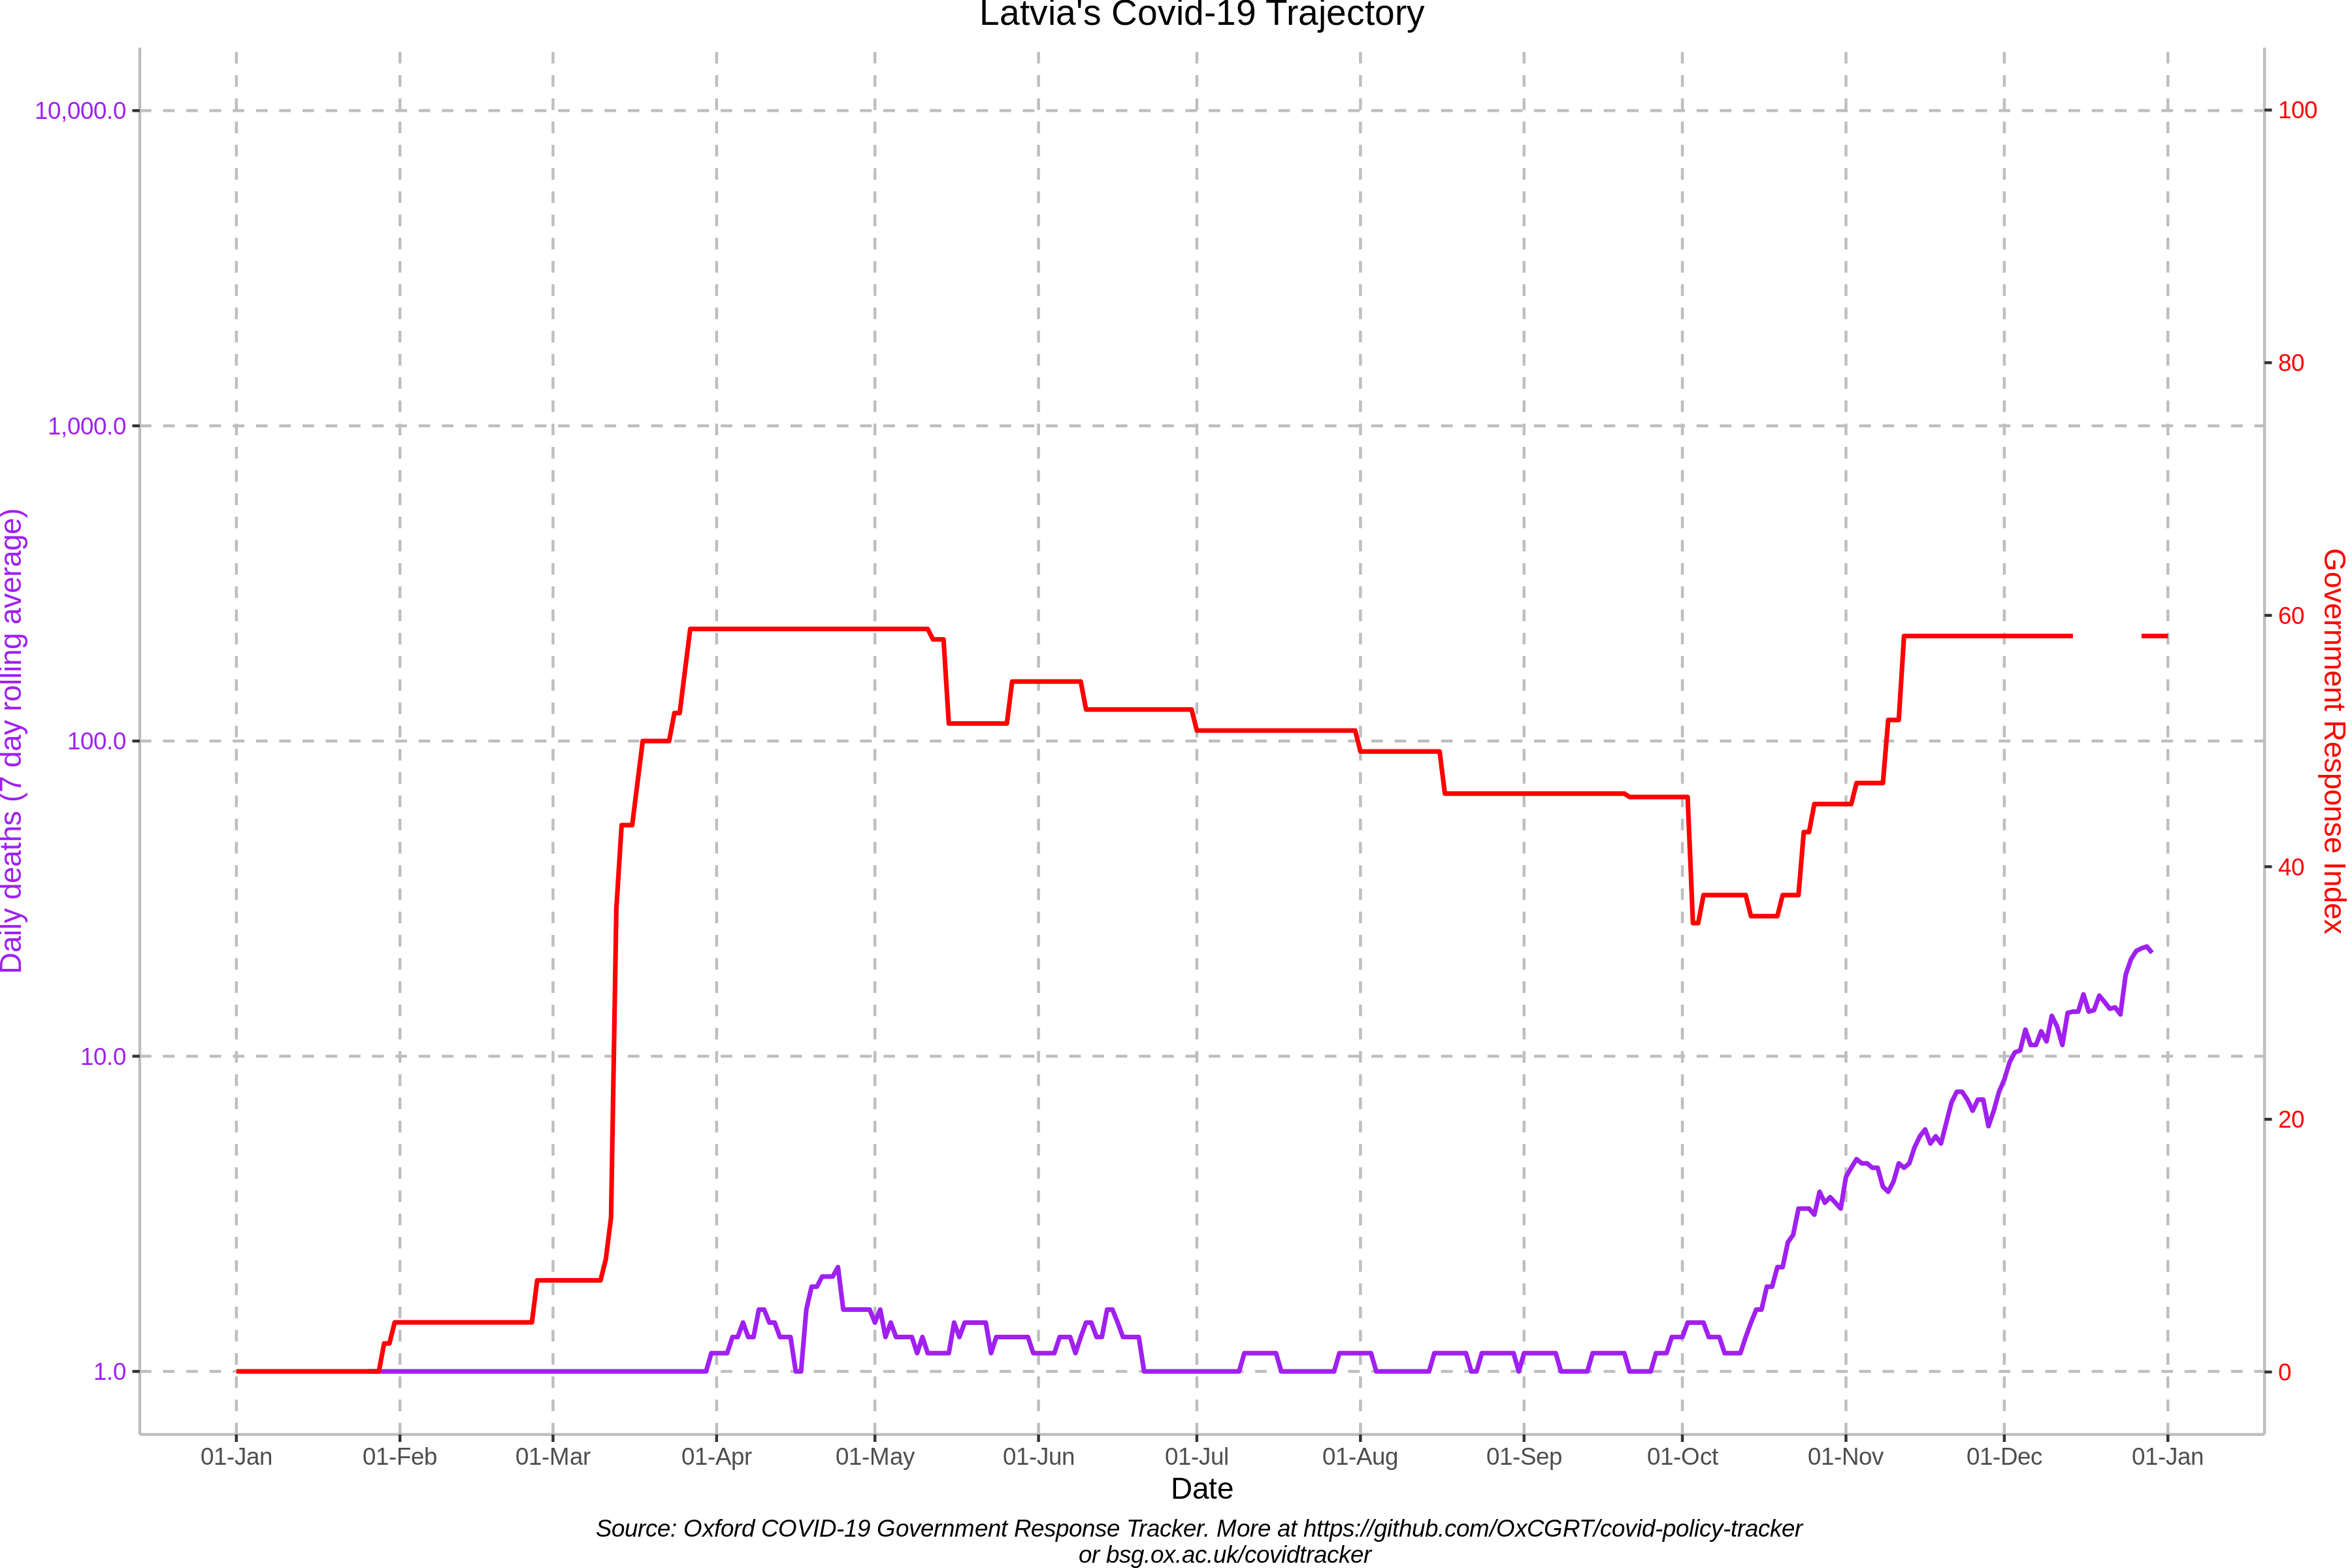 Latvia's Covid-19 Trajectory
10,000.0
1,000.0
100.0
10.0
1.0
Daily deaths (7 day rolling average)
100
80
60
40
20
0
Government Response Index
01-Jan 01-Feb 01-Mar 01-Apr 01-May 01-Jun 01-Jul 01-Aug 01-Sep 01-Oct 01-Nov 01-Dec 01-Jan
Date
Source: Oxford COVID-19 Government Response Tracker. More at https://github.com/OxCGRT/covid-policy-tracker
or bsg.ox.ac.uk/covidtracker